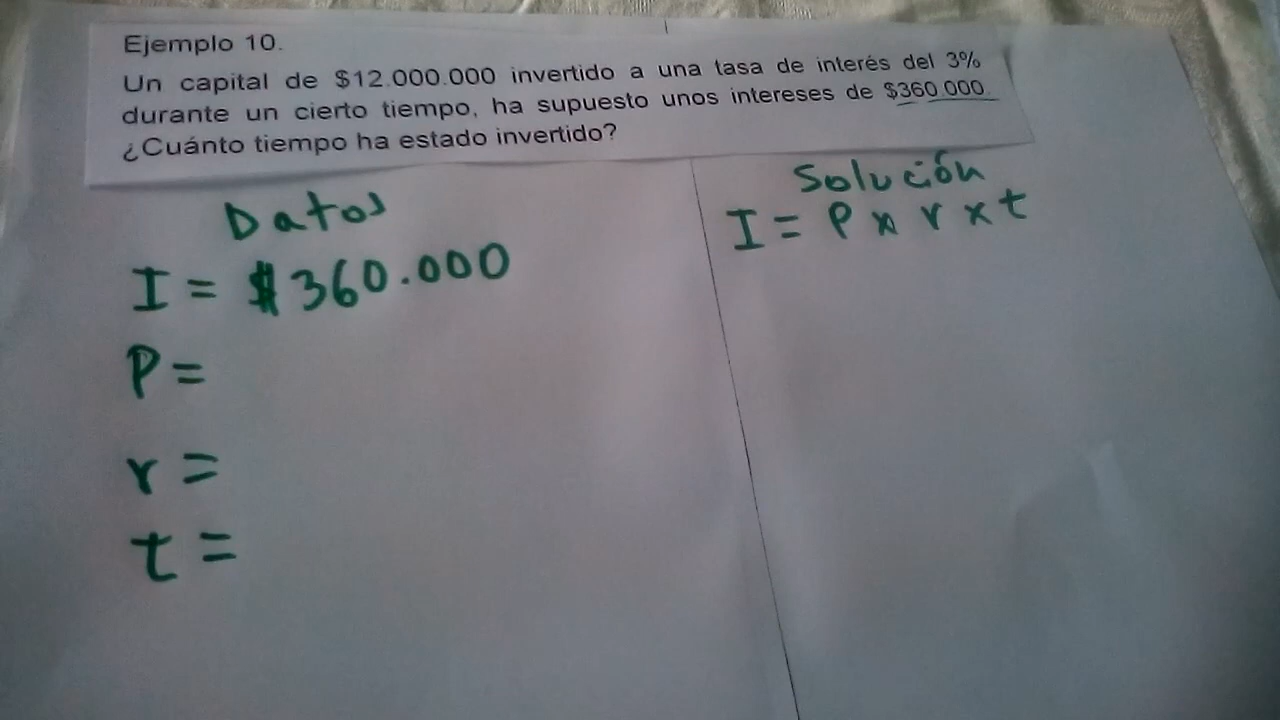 Ejemplo 10.
Un capital de $12.000.000 invertido a una tasa de interés del 3%
durante un cierto tiempo, ha supuesto unos intereses de $360.000.
¿Cuánto tiempo ha estado invertido?
Datos
I = $360.000
P =
r =
t =
Solución
I = P x r x t